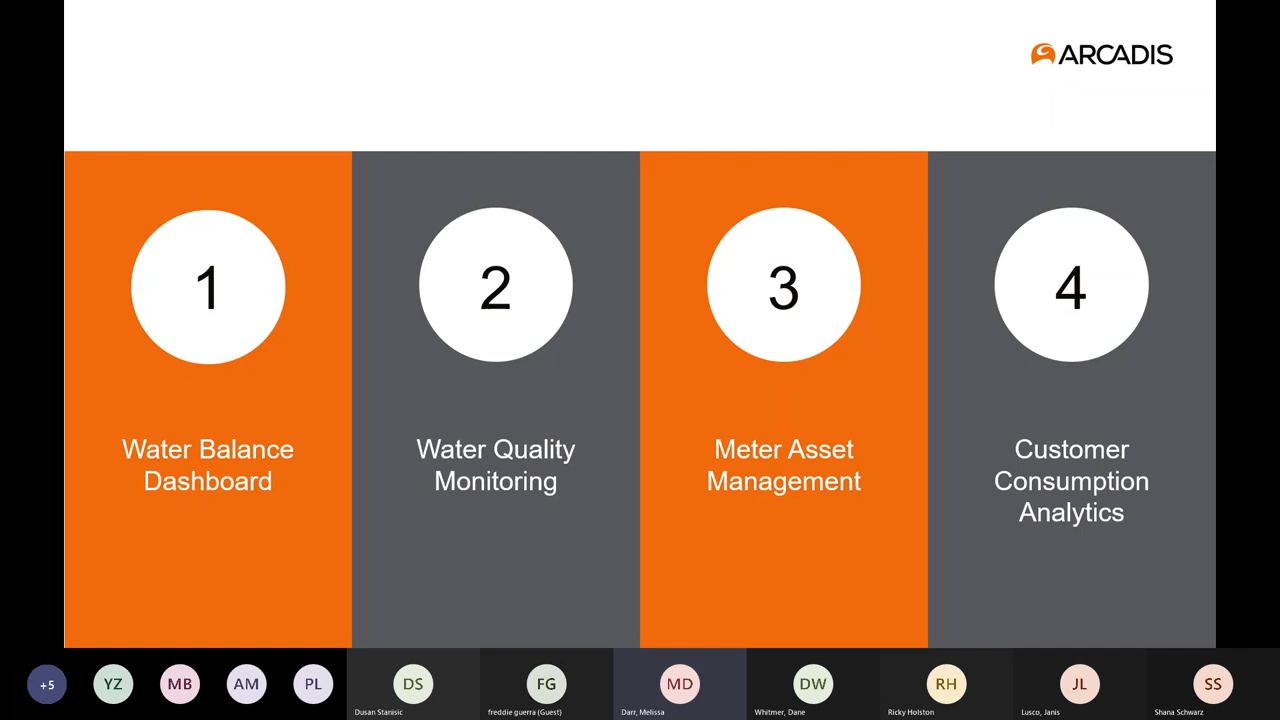 ARCADIS
1
2
3
4
Water Balance
Dashboard
Water Quality
Monitoring
Meter Asset
Management
Customer
Consumption
Analytics
+5
YZ
MB
AM
PL
DS
FG
MD
DW
RH
JL
SS
Dusan Stanisic
freddie guerra (Guest)
Darr, Melissa
Whitmer, Dane
Ricky Holston
Lusco, Janis
Shana Schwarz